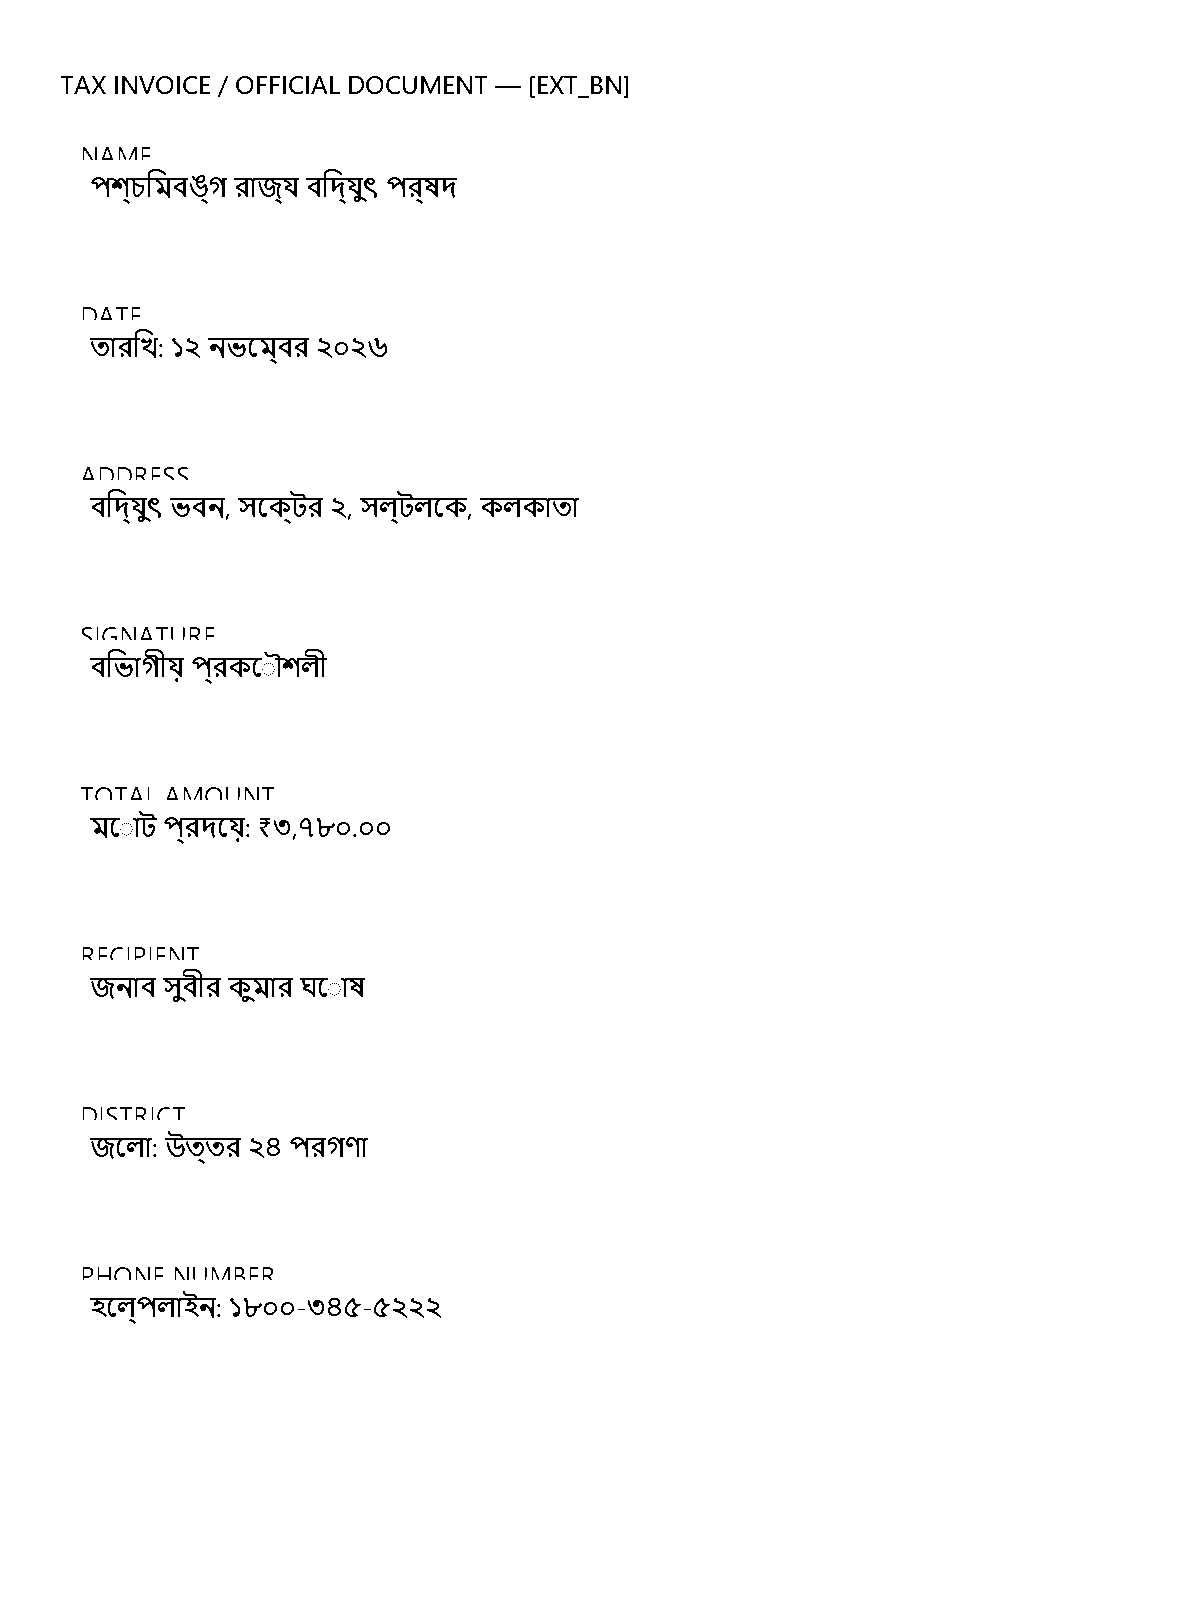 TAX INVOICE / OFFICIAL DOCUMENT — [EXT_BN]
NAME
পশ্চিমবঙ্গ রাজ্য বিদ্যুৎ পর্ষদ
DATE
তারিখ: ১২ নভেম্বর ২০২৬
ADDRESS
বিদ্যুৎ ভবন, সেক্টর ২, সল্টলেক, কলকাতা
SIGNATURE
বিভাগীয় প্রকৌশলী
TOTAL AMOUNT
মোট প্রদেয়: ₹৩,৭৮০.০০
RECIPIENT
জনাব সুবীর কুমার ঘোষ
DISTRICT
জেলা: উত্তর ২৪ পরগণা
PHONE NUMBER
হেল্পলাইন: ১৮০০-৩৪৫-৫২২২